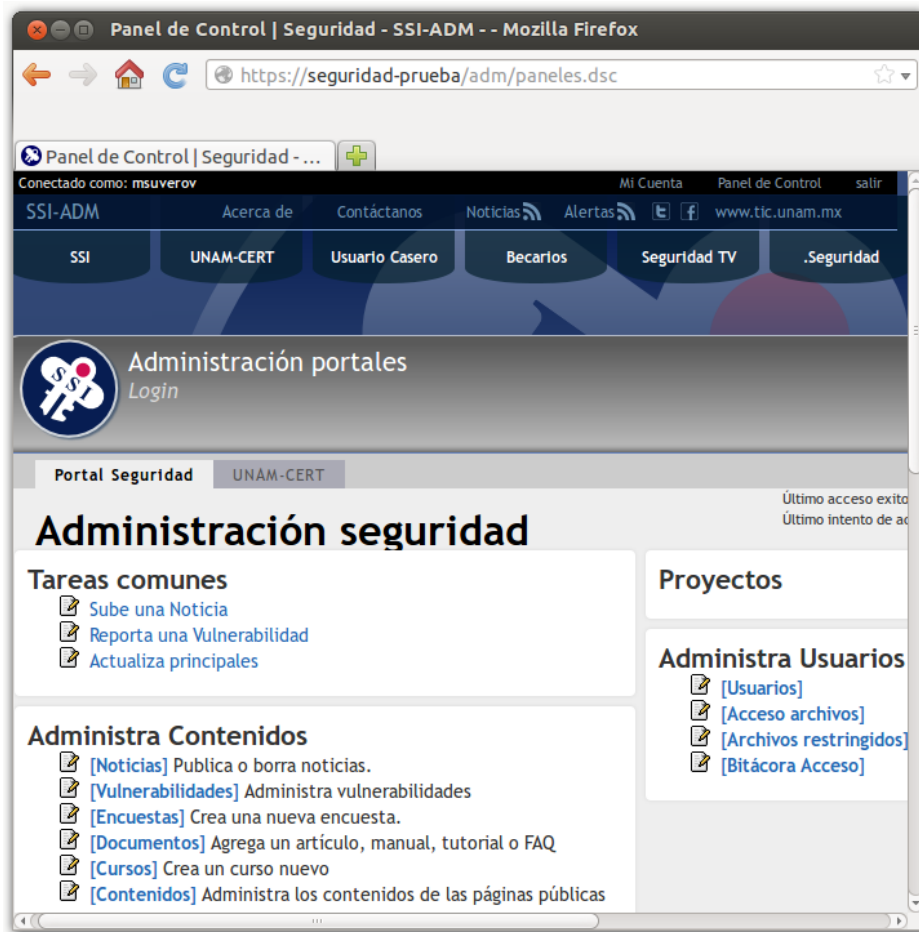 Panel de Control | Seguridad - SSI-ADM - - Mozilla Firefox
https://seguridad-prueba/adm/paneles.dsc
Panel de Control | Seguridad - ...
Conectado como: msuverov Mi Cuenta Panel de Control salir
SSI-ADM Acerca de Contáctanos Noticias Alertas www.tic.unam.mx
SSI UNAM-CERT Usuario Casero Becarios Seguridad TV .Seguridad
SSI
Administración portales
Login
Portal Seguridad UNAM-CERT
Último acceso exito
Último intento de ac
Administración seguridad
Tareas comunes
Sube una Noticia
Reporta una Vulnerabilidad
Actualiza principales
Proyectos
Administra Usuarios
[Usuarios]
[Acceso archivos]
[Archivos restringidos]
[Bitácora Acceso]
Administra Contenidos
[Noticias] Publica o borra noticias.
[Vulnerabilidades] Administra vulnerabilidades
[Encuestas] Crea una nueva encuesta.
[Documentos] Agrega un artículo, manual, tutorial o FAQ
[Cursos] Crea un curso nuevo
[Contenidos] Administra los contenidos de las páginas públicas